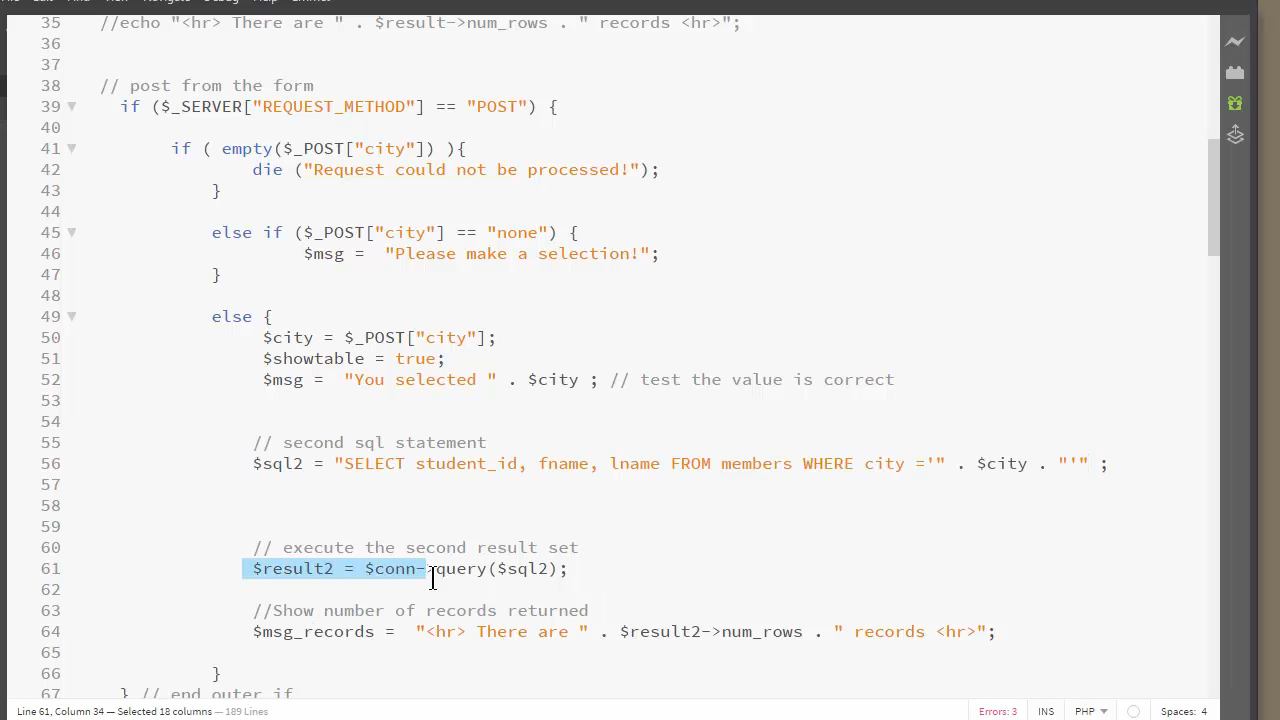 35 //echo "<hr> There are " . $result->num_rows . " records <hr>";
36
37
38 // post from the form
39 if ($_SERVER["REQUEST_METHOD"] == "POST") {
40
41 if ( empty($_POST["city"]) ){
42 die ("Request could not be processed!");
43 }
44
45 else if ($_POST["city"] == "none") {
46 $msg = "Please make a selection!";
47 }
48
49 else {
50 $city = $_POST["city"];
51 $showtable = true;
52 $msg = "You selected " . $city ; // test the value is correct
53
54
55 // second sql statement
56 $sql2 = "SELECT student_id, fname, lname FROM members WHERE city ='" . $city . "'" ;
57
58
59
60 // execute the second result set
61 $result2 = $conn->query($sql2);
62
63 //Show number of records returned
64 $msg_records = "<hr> There are " . $result2->num_rows . " records <hr>";
65
66 }
67 } // end outer if
Line 61, Column 34 — Selected 18 columns — 189 Lines Errors: 3 INS PHP Spaces: 4